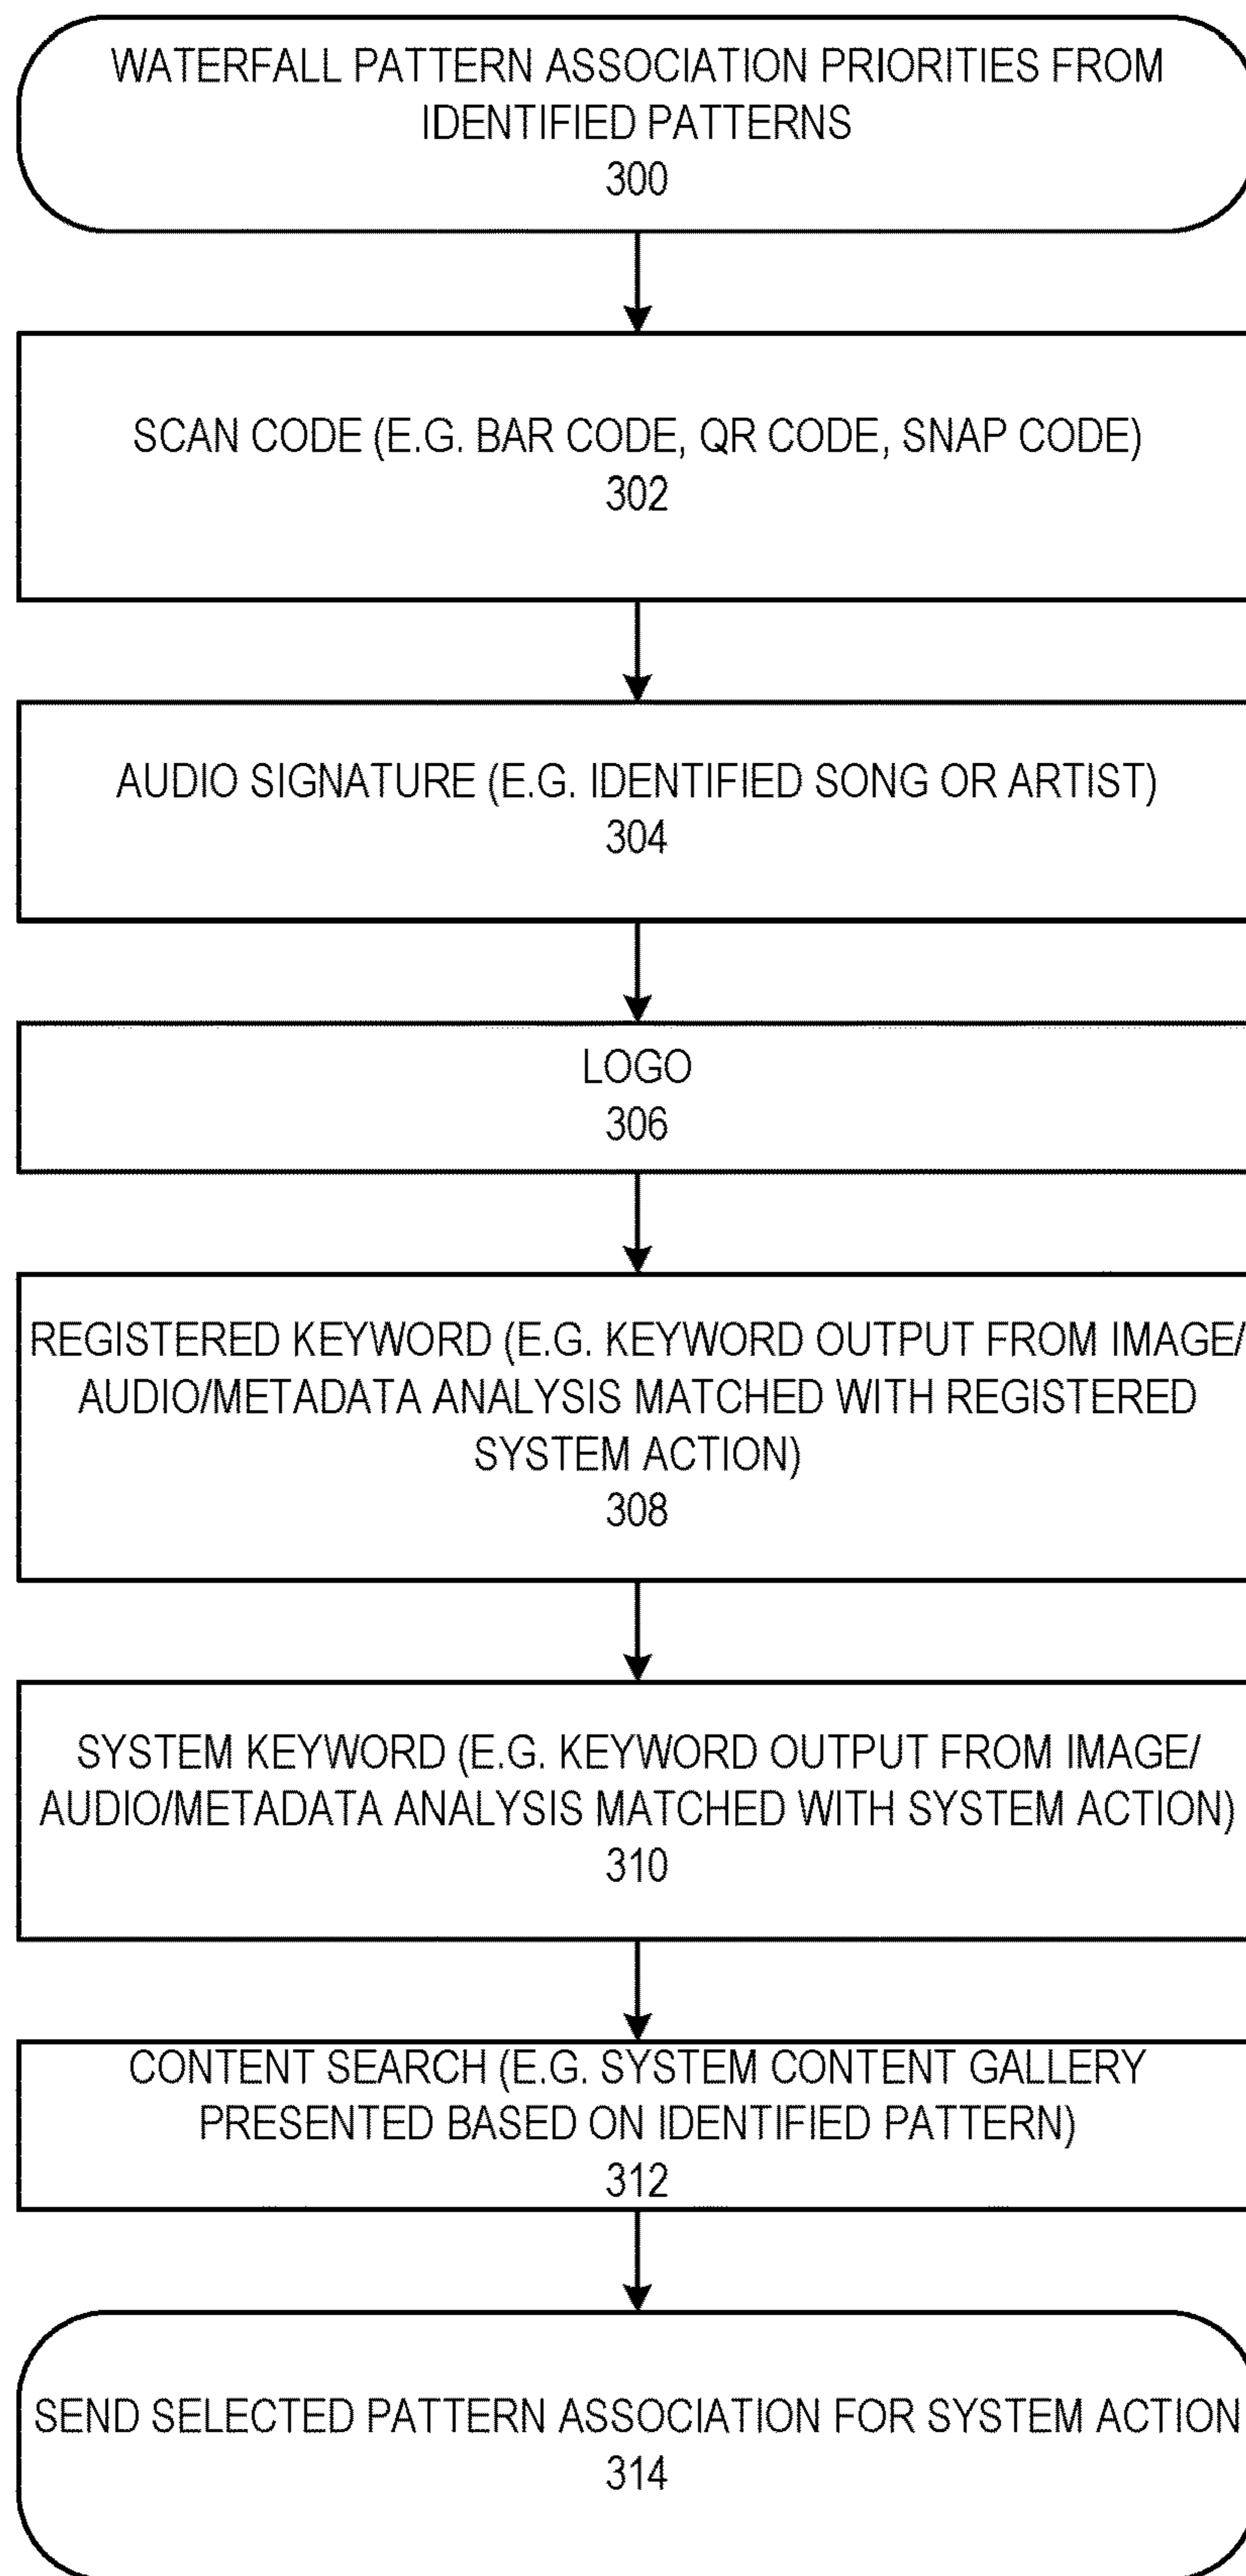 WATERFALL PATTERN ASSOCIATION PRIORITIES FROM
IDENTIFIED PATTERNS
300
SCAN CODE (E.G. BAR CODE, QR CODE, SNAP CODE)
302
AUDIO SIGNATURE (E.G. IDENTIFIED SONG OR ARTIST)
304
LOGO
306
REGISTERED KEYWORD (E.G. KEYWORD OUTPUT FROM IMAGE/
AUDIO/METADATA ANALYSIS MATCHED WITH REGISTERED
SYSTEM ACTION)
308
SYSTEM KEYWORD (E.G. KEYWORD OUTPUT FROM IMAGE/
AUDIO/METADATA ANALYSIS MATCHED WITH SYSTEM ACTION)
310
CONTENT SEARCH (E.G. SYSTEM CONTENT GALLERY
PRESENTED BASED ON IDENTIFIED PATTERN)
312
SEND SELECTED PATTERN ASSOCIATION FOR SYSTEM ACTION
314